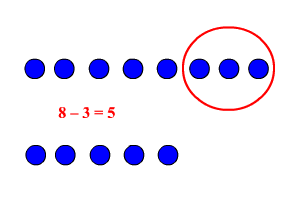 8 – 3 = 5